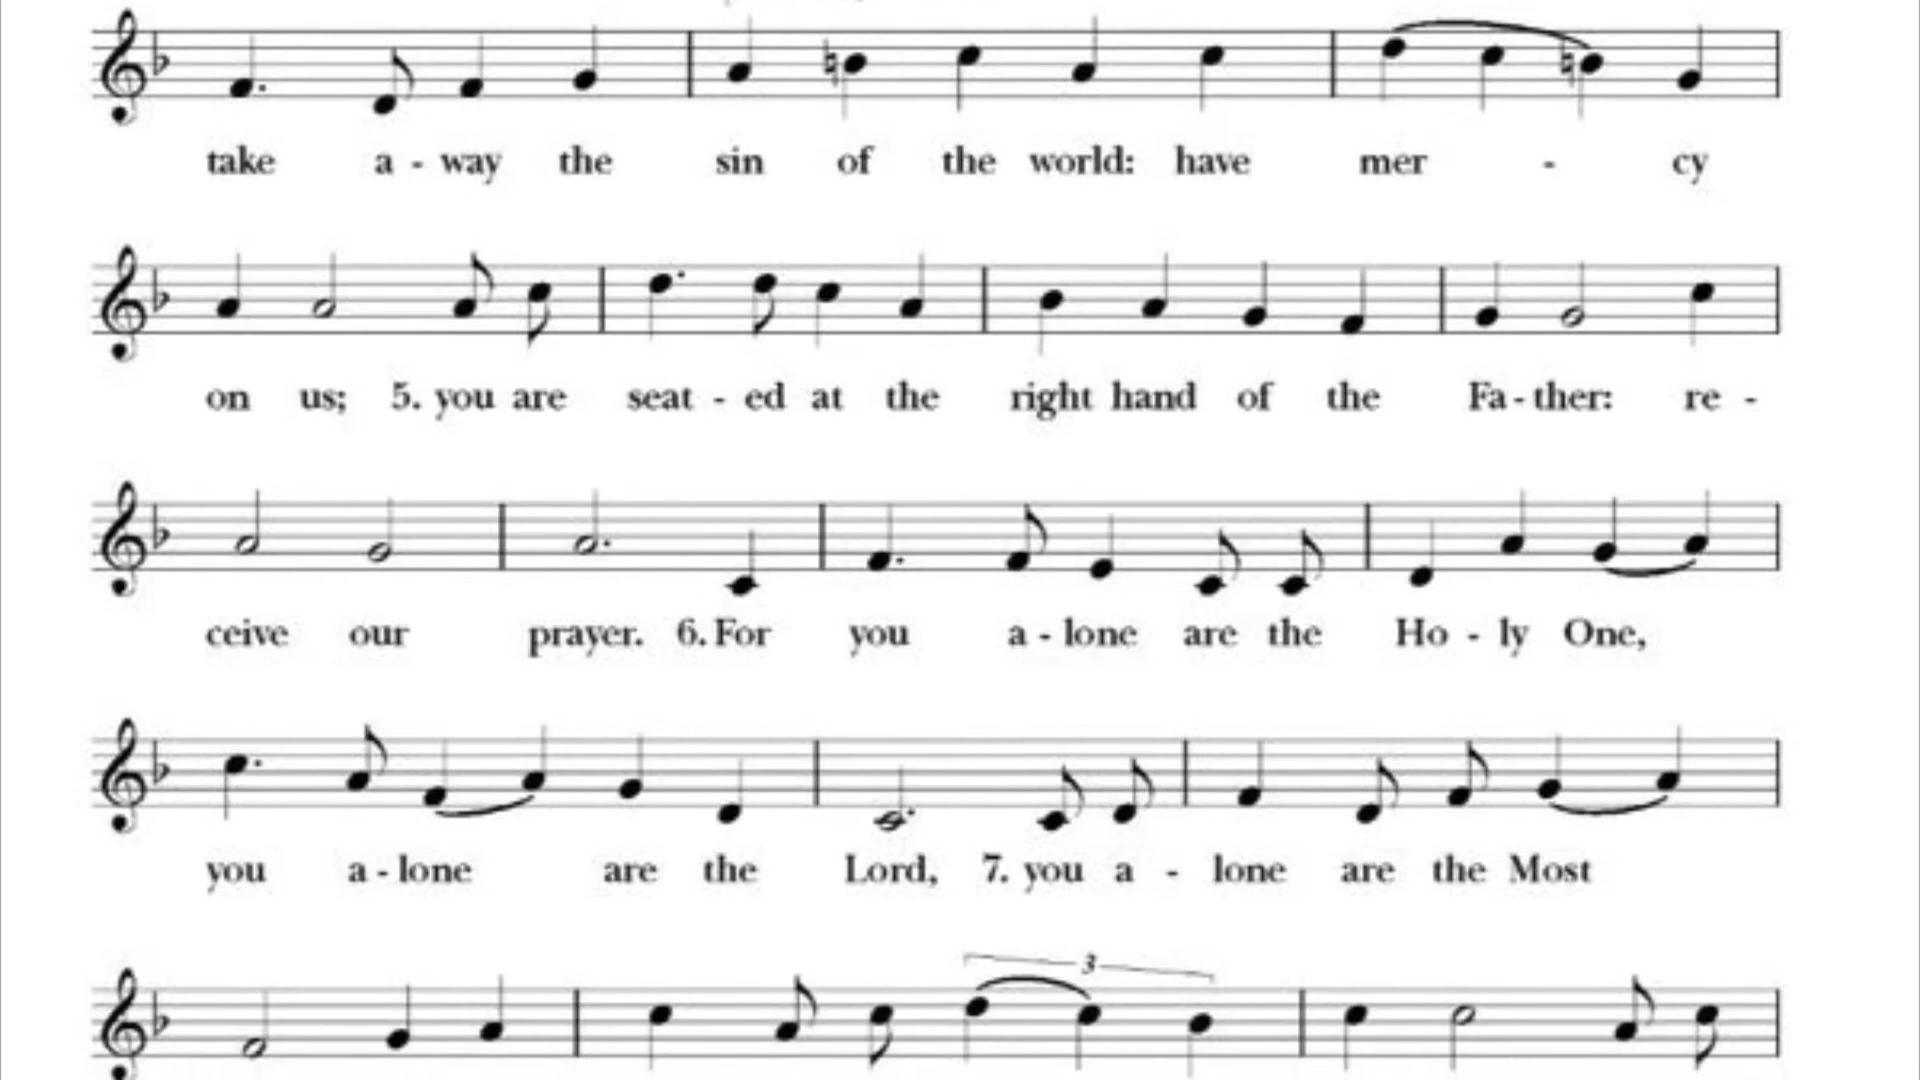 take a - way the sin of the world: have mer - cy
on us; 5. you are seat - ed at the right hand of the Fa - ther: re -
ceive our prayer. 6. For you a - lone are the Ho - ly One,
you a - lone are the Lord, 7. you a - lone are the Most
3